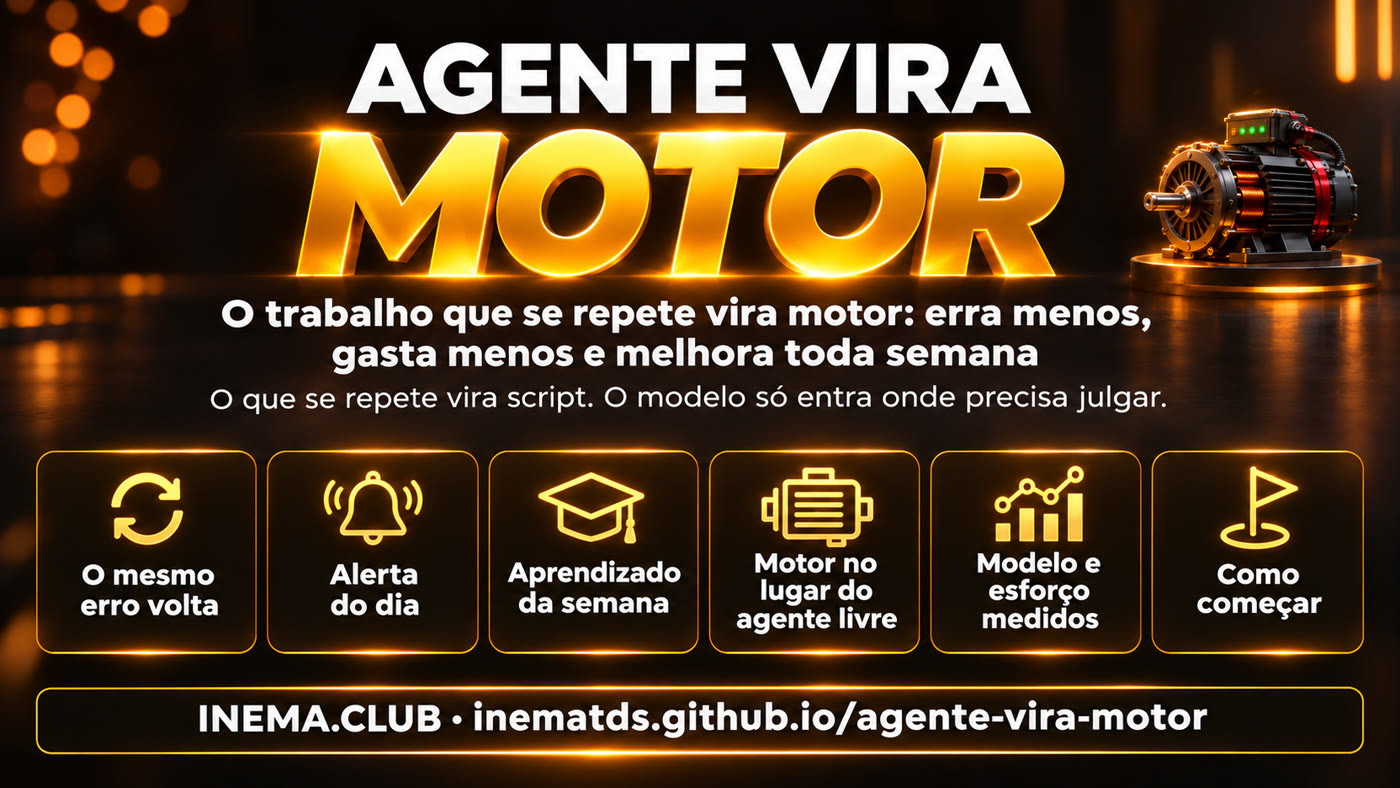 AGENTE VIRA
MOTOR
O trabalho que se repete vira motor: erra menos,
gasta menos e melhora toda semana
O que se repete vira script. O modelo só entra onde precisa julgar.
O mesmo
erro volta
Alerta
do dia
Aprendizado
da semana
Motor no
lugar do
agente livre
Modelo e
esforço
medidos
Como
começar
INEMA.CLUB • inematds.github.io/agente-vira-motor